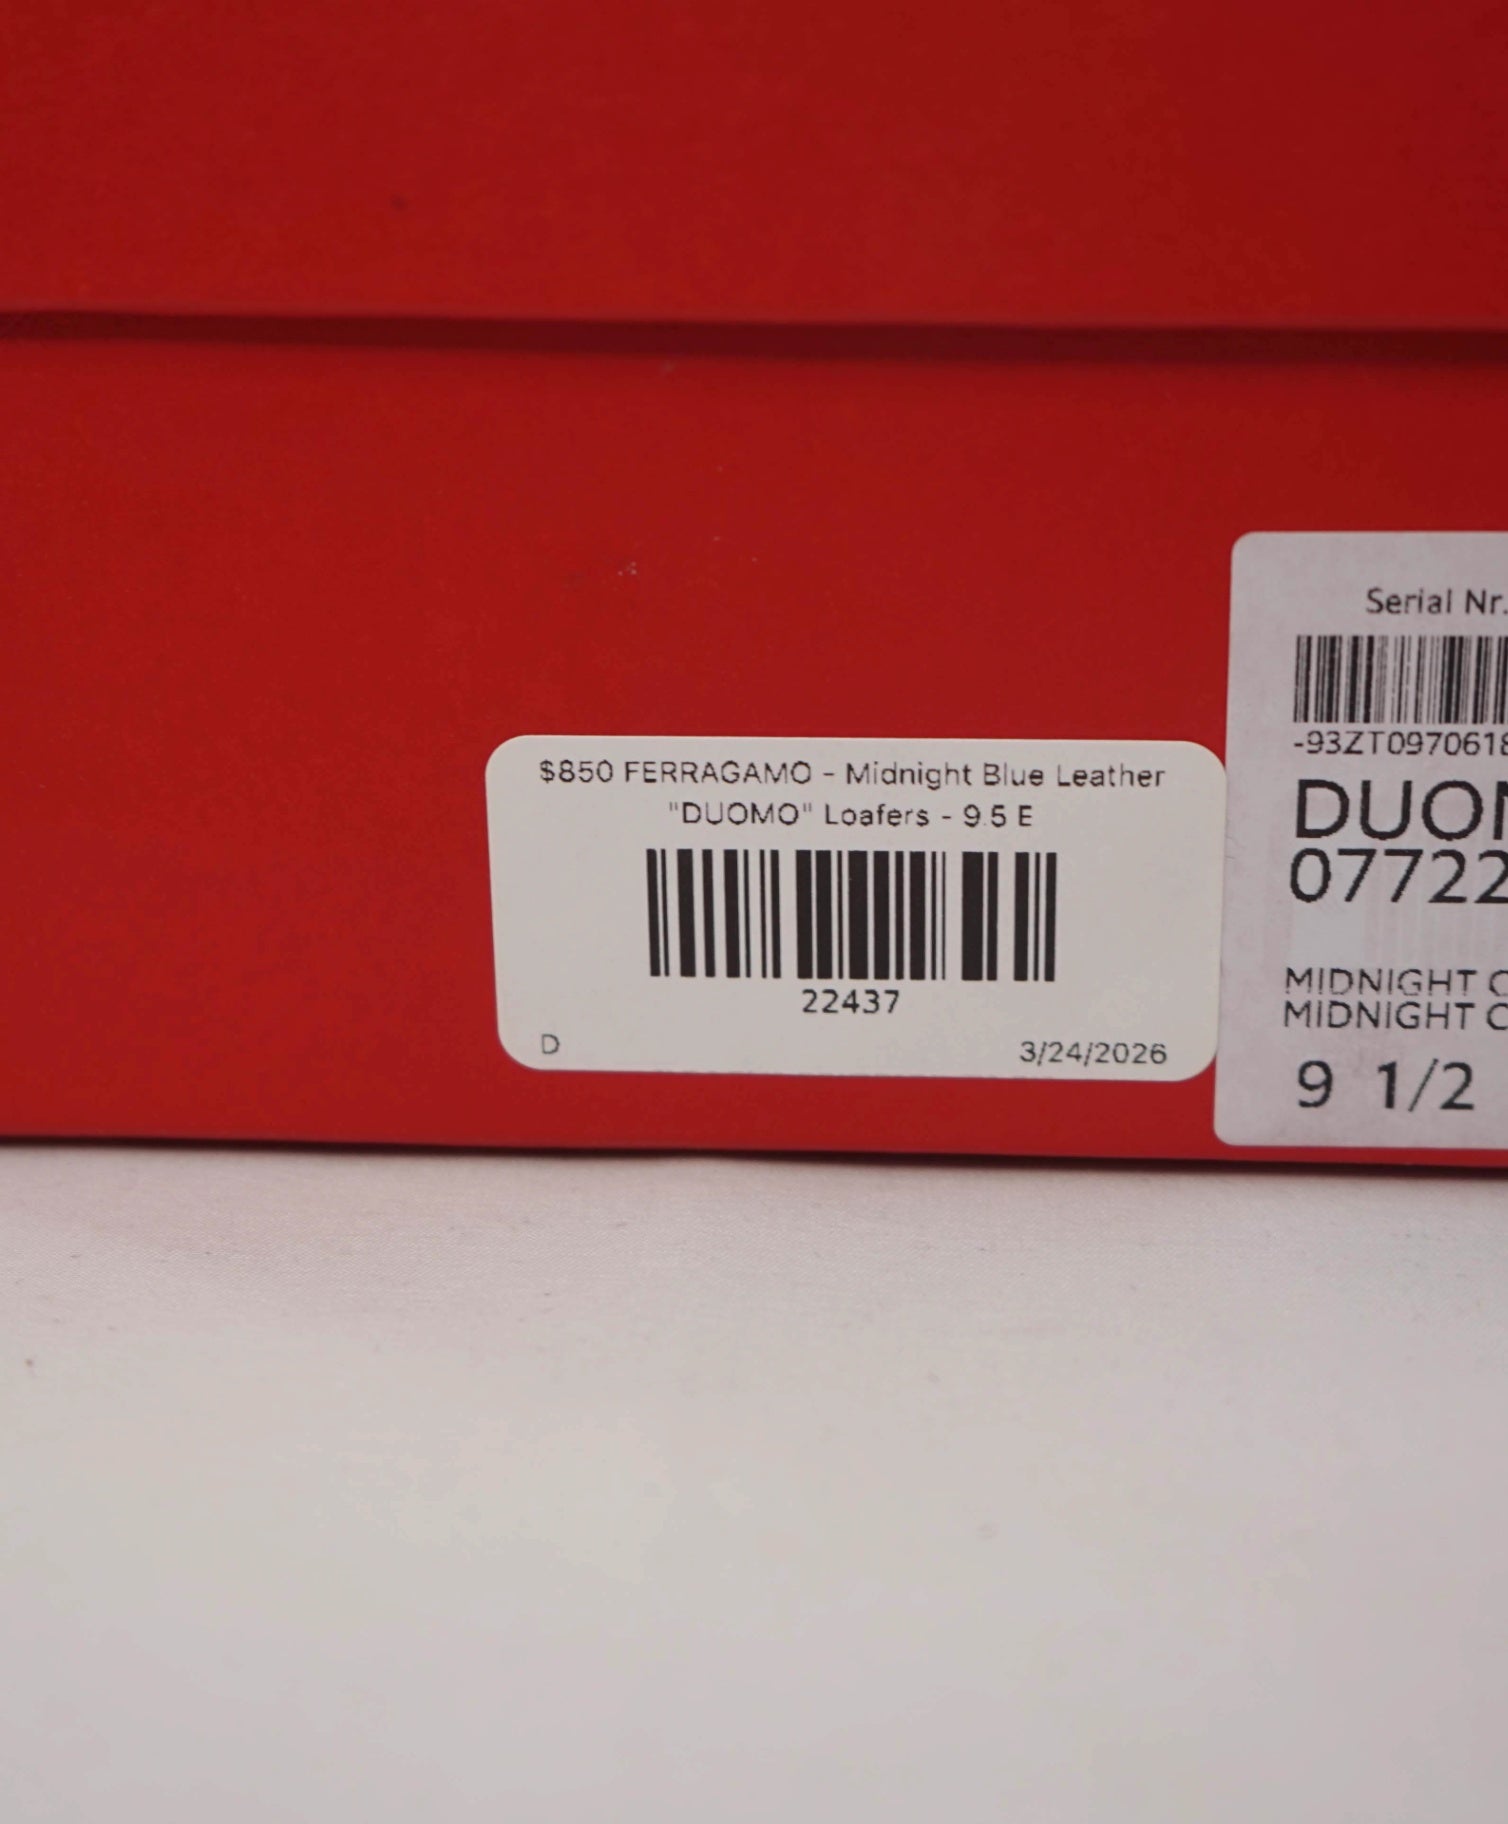 $850 FERRAGAMO - Midnight Blue Leather
"DUOMO" Loafers - 9.5 E
22437
D
3/24/2026
Serial Nr.
-93ZT0970618
DUOM
07722
MIDNIGHT
MIDNIGHT
9 1/2